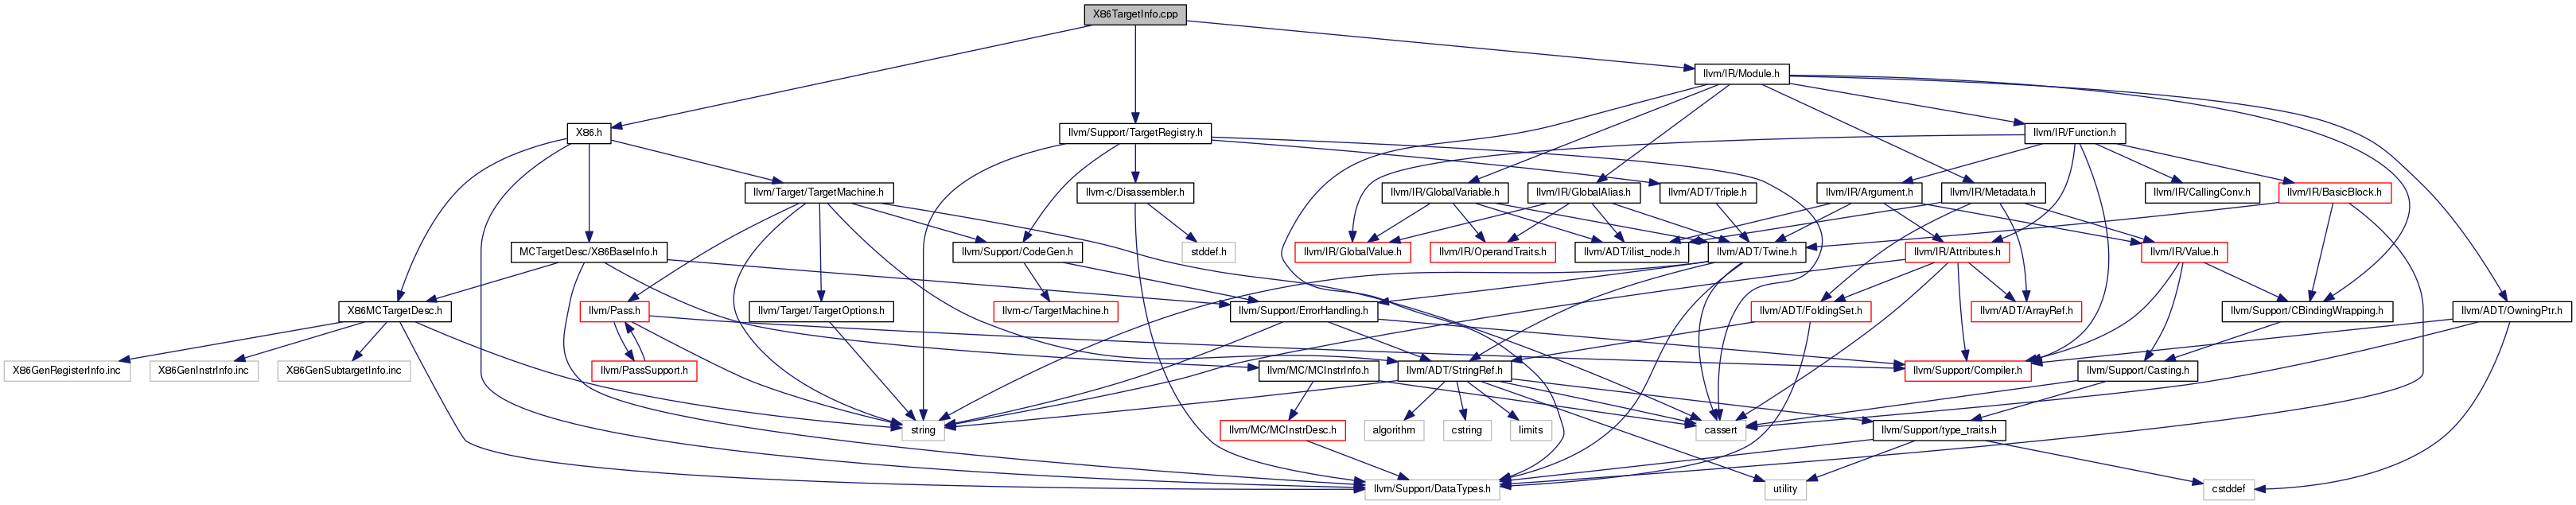 X86TargetInfo.cpp
llvm/IR/Module.h
X86.h
llvm/Support/TargetRegistry.h
llvm/IR/Function.h
llvm/Target/TargetMachine.h
llvm-c/Disassembler.h
llvm/IR/GlobalVariable.h
llvm/IR/GlobalAlias.h
llvm/ADT/Triple.h
llvm/IR/Argument.h
llvm/IR/Metadata.h
llvm/IR/CallingConv.h
llvm/IR/BasicBlock.h
MCTargetDesc/X86BaseInfo.h
llvm/Support/CodeGen.h
stddef.h
llvm/IR/GlobalValue.h
llvm/IR/OperandTraits.h
llvm/ADT/ilist_node.h
llvm/ADT/Twine.h
llvm/IR/Attributes.h
llvm/IR/Value.h
X86MCTargetDesc.h
llvm/Pass.h
llvm/Target/TargetOptions.h
llvm-c/TargetMachine.h
llvm/Support/ErrorHandling.h
llvm/ADT/FoldingSet.h
llvm/ADT/ArrayRef.h
llvm/Support/CBindingWrapping.h
llvm/ADT/OwningPtr.h
X86GenRegisterInfo.inc
X86GenInstrInfo.inc
X86GenSubtargetInfo.inc
llvm/PassSupport.h
llvm/MC/MCInstrInfo.h
llvm/ADT/StringRef.h
llvm/Support/Compiler.h
llvm/Support/Casting.h
string
llvm/MC/MCInstrDesc.h
algorithm
cstring
limits
cassert
llvm/Support/type_traits.h
llvm/Support/DataTypes.h
utility
cstddef